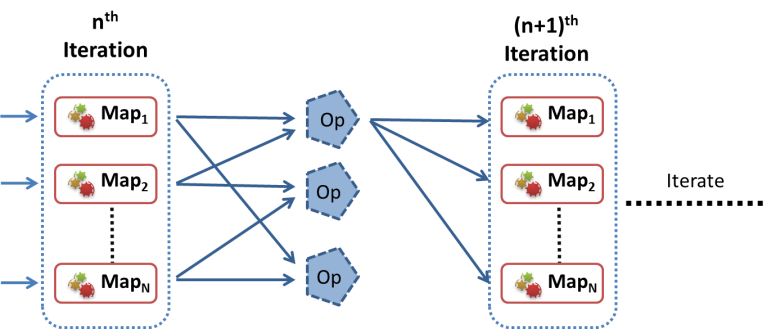 nth
Iteration
Map1
Map2
MapN
Op
Op
Op
(n+1)th
Iteration
Map1
Map2
MapN
Iterate